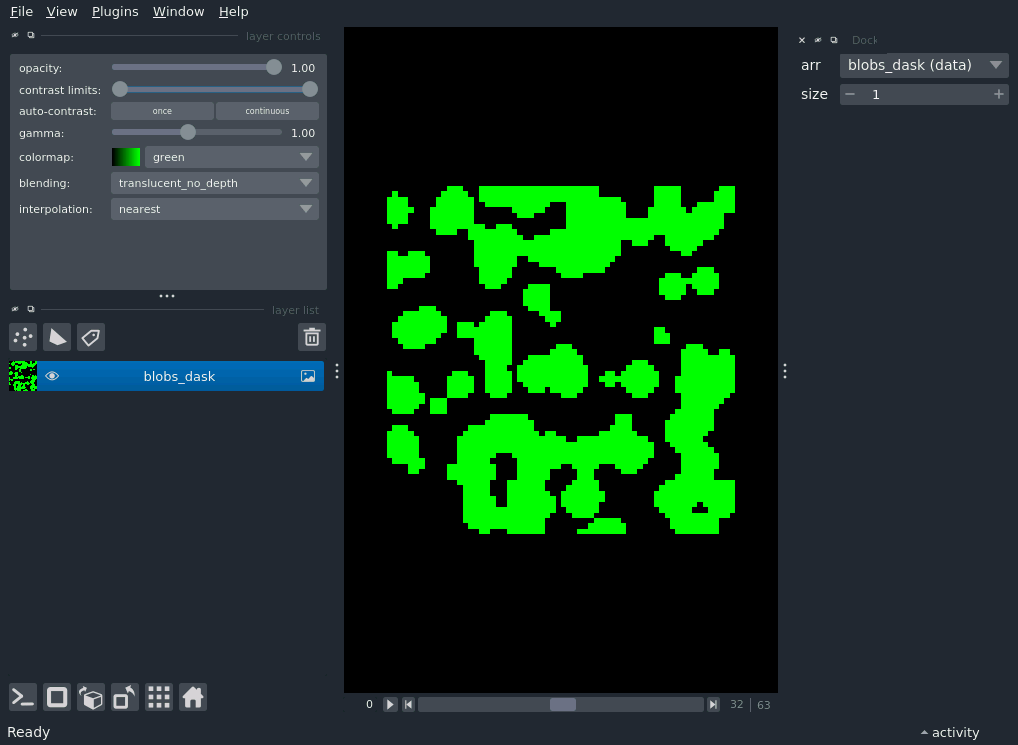 File View Plugins Window Help
layer controls
opacity: 1.00
contrast limits:
auto-contrast: once continuous
gamma: 1.00
colormap: green
blending: translucent_no_depth
interpolation: nearest
layer list
blobs_dask
0 32 | 63
Dock
arr blobs_dask (data)
size 1
Ready
activity